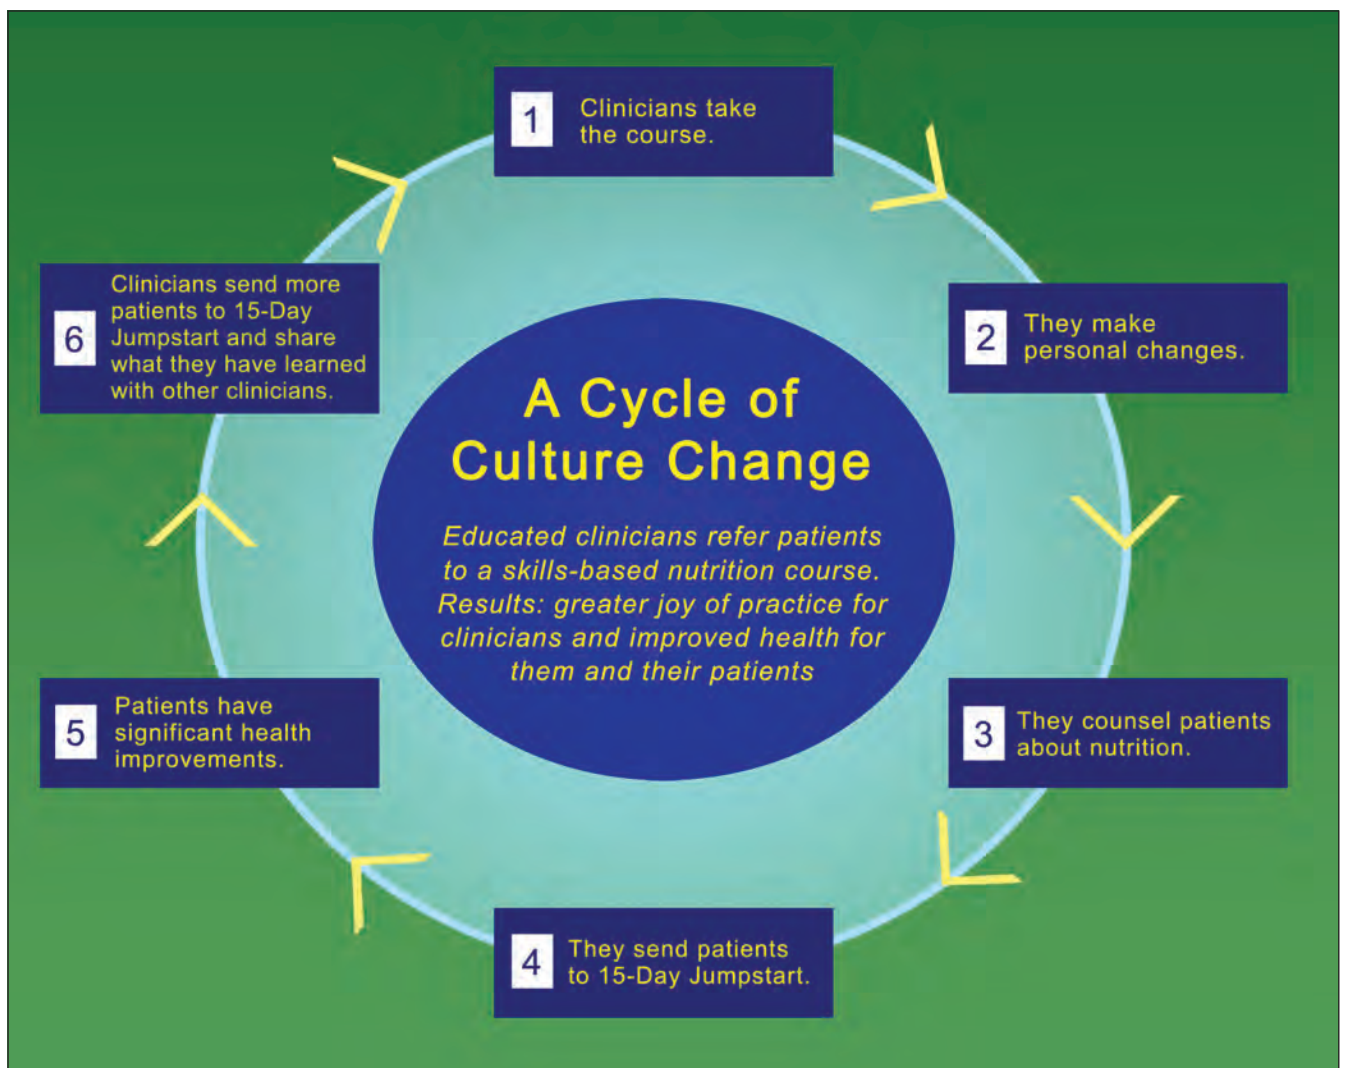 1
Clinicians take
the course.
2
They make
personal changes.
3
They counsel patients
about nutrition.
4
They send patients
to 15-Day Jumpstart.
5
Patients have
significant health
improvements.
6
Clinicians send more
patients to 15-Day
Jumpstart and share
what they have learned
with other clinicians.
A Cycle of
Culture Change
Educated clinicians refer patients
to a skills-based nutrition course.
Results: greater joy of practice for
clinicians and improved health for
them and their patients